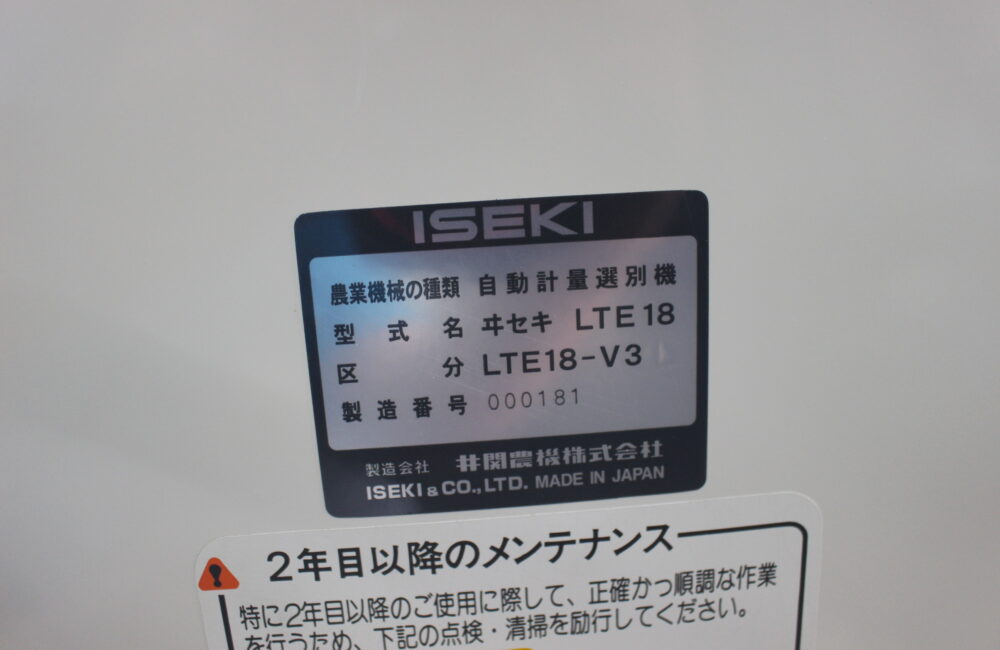 ISEKI
農業機械の種類 自動計量選別機
型式名 ヰセキ LTE18
区分 LTE18-V3
製造番号 000181
製造会社 井関農機株式会社
ISEKI & CO., LTD. MADE IN JAPAN
2年目以降のメンテナンス
特に2年目以降のご使用に際して、正確かつ順調な作業
を行うため、下記の点検・清掃を励行してください。